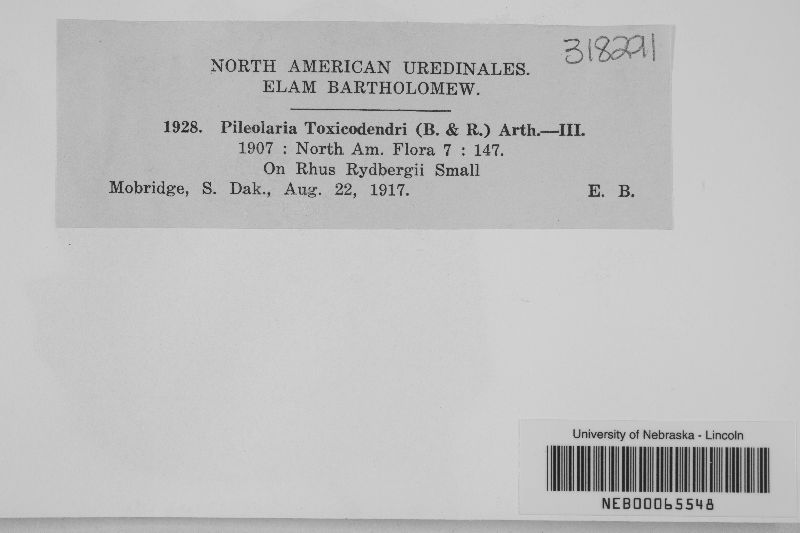 318291
NORTH AMERICAN UREDINALES.
ELAM BARTHOLOMEW.
1928. Pileolaria Toxicodendri (B. & R.) Arth.—III.
1907 : North Am. Flora 7 : 147.
On Rhus Rydbergii Small
Mobridge, S. Dak., Aug. 22, 1917. E. B.
University of Nebraska - Lincoln
NEB00065548